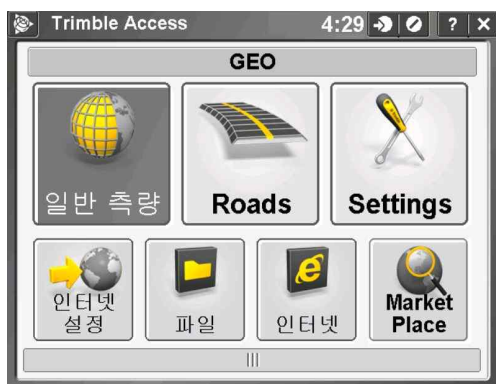 Trimble Access 4:29 ? X
GEO
일반 측량 Roads Settings
인터넷
설정
파일
인터넷
Market
Place